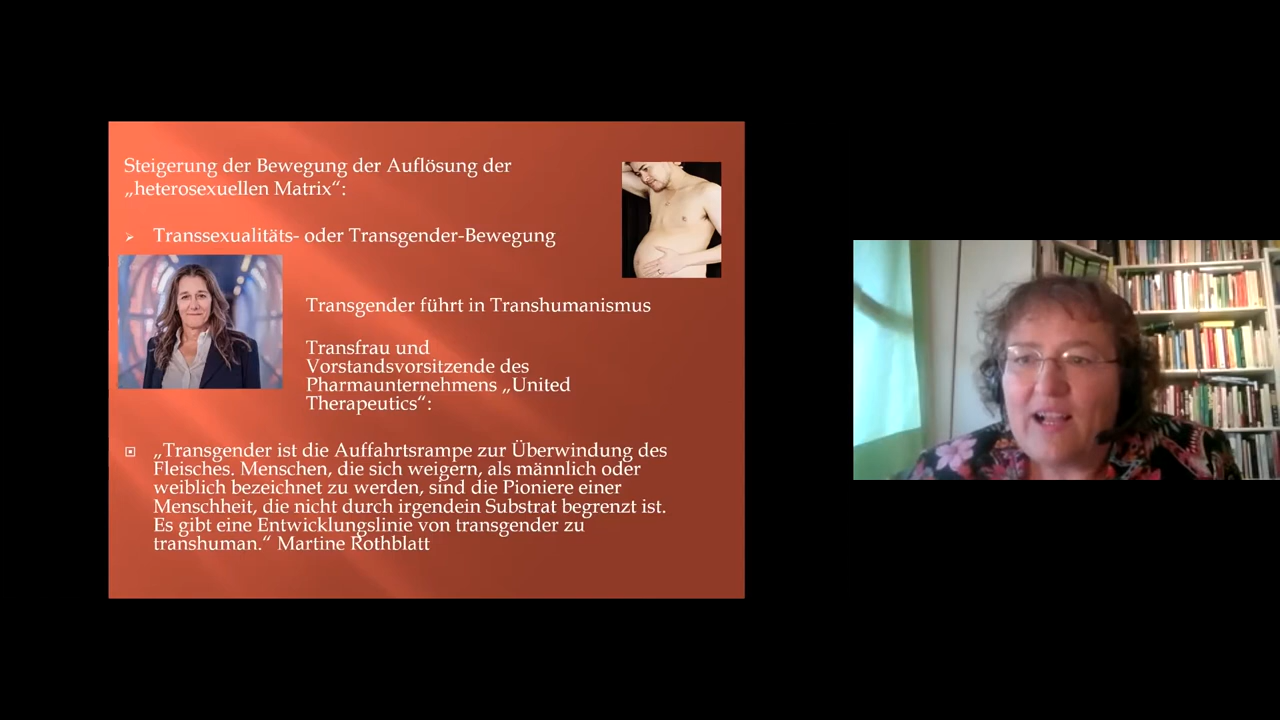 Steigerung der Bewegung der Auflösung der
„heterosexuellen Matrix“:
Transsexualitäts- oder Transgender-Bewegung
Transgender führt in Transhumanismus
Transfrau und
Vorstandsvorsitzende des
Pharmaunternehmens „United
Therapeutics“:
„Transgender ist die Auffahrtsrampe zur Überwindung des
Fleisches. Menschen, die sich weigern, als männlich oder
weiblich bezeichnet zu werden, sind die Pioniere einer
Menschheit, die nicht durch irgendein Substrat begrenzt ist.
Es gibt eine Entwicklungslinie von transgender zu
transhuman.“ Martine Rothblatt